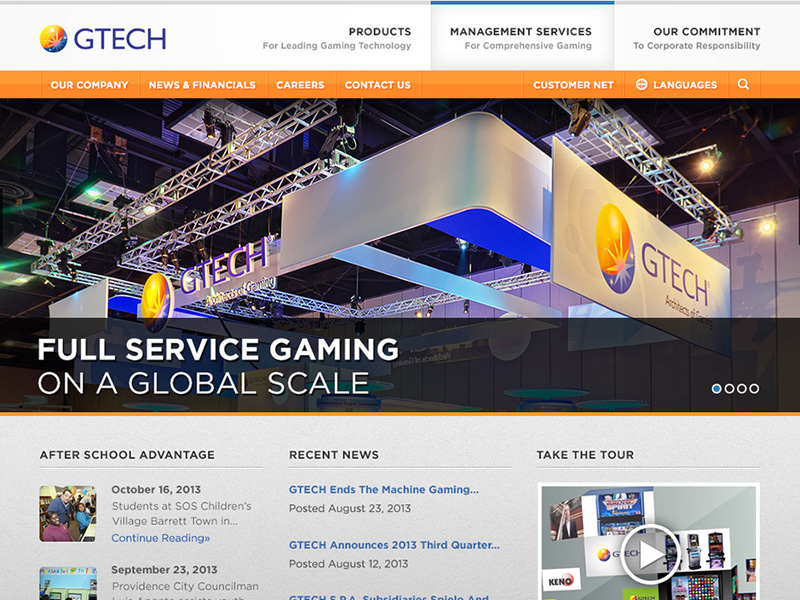 GTECH
PRODUCTS
For Leading Gaming Technology
MANAGEMENT SERVICES
For Comprehensive Gaming
OUR COMMITMENT
To Corporate Responsibility
OUR COMPANY
NEWS & FINANCIALS
CAREERS
CONTACT US
CUSTOMER NET
LANGUAGES
GTECH
Architects of Gaming
GTECH
Architects of Gaming
FULL SERVICE GAMING
ON A GLOBAL SCALE
AFTER SCHOOL ADVANTAGE
October 16, 2013
Students at SOS Children's
Village Barrett Town in...
Continue Reading»
September 23, 2013
Providence City Councilman
RECENT NEWS
GTECH Ends The Machine Gaming...
Posted August 23, 2013
GTECH Announces 2013 Third Quarter...
Posted August 12, 2013
GTECH S.P.A. Subsidiaries Spielo And
TAKE THE TOUR
SPIRIT
GTECH
KENO